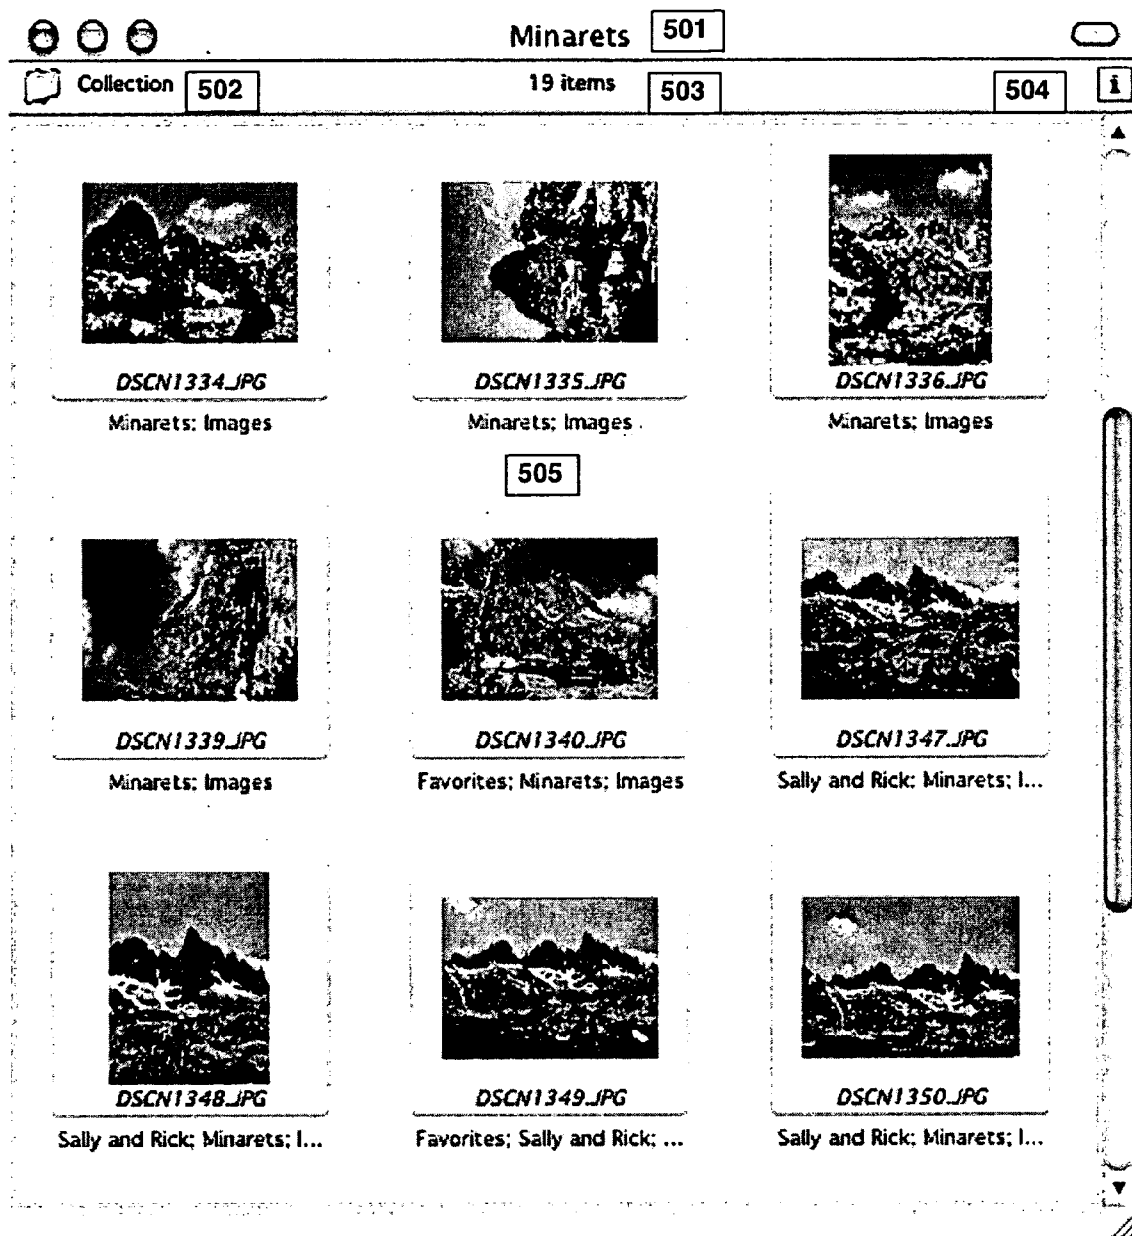 Minarets 501
Collection 502 19 items 503 504 i
DSCN1334.JPG DSCN1335.JPG DSCN1336.JPG
Minarets; Images Minarets; Images Minarets; Images
505
DSCN1339.JPG DSCN1340.JPG DSCN1347.JPG
Minarets; Images Favorites; Minarets; Images Sally and Rick; Minarets; I...
DSCN1348.JPG DSCN1349.JPG DSCN1350.JPG
Sally and Rick; Minarets; I... Favorites; Sally and Rick; ... Sally and Rick; Minarets; I...